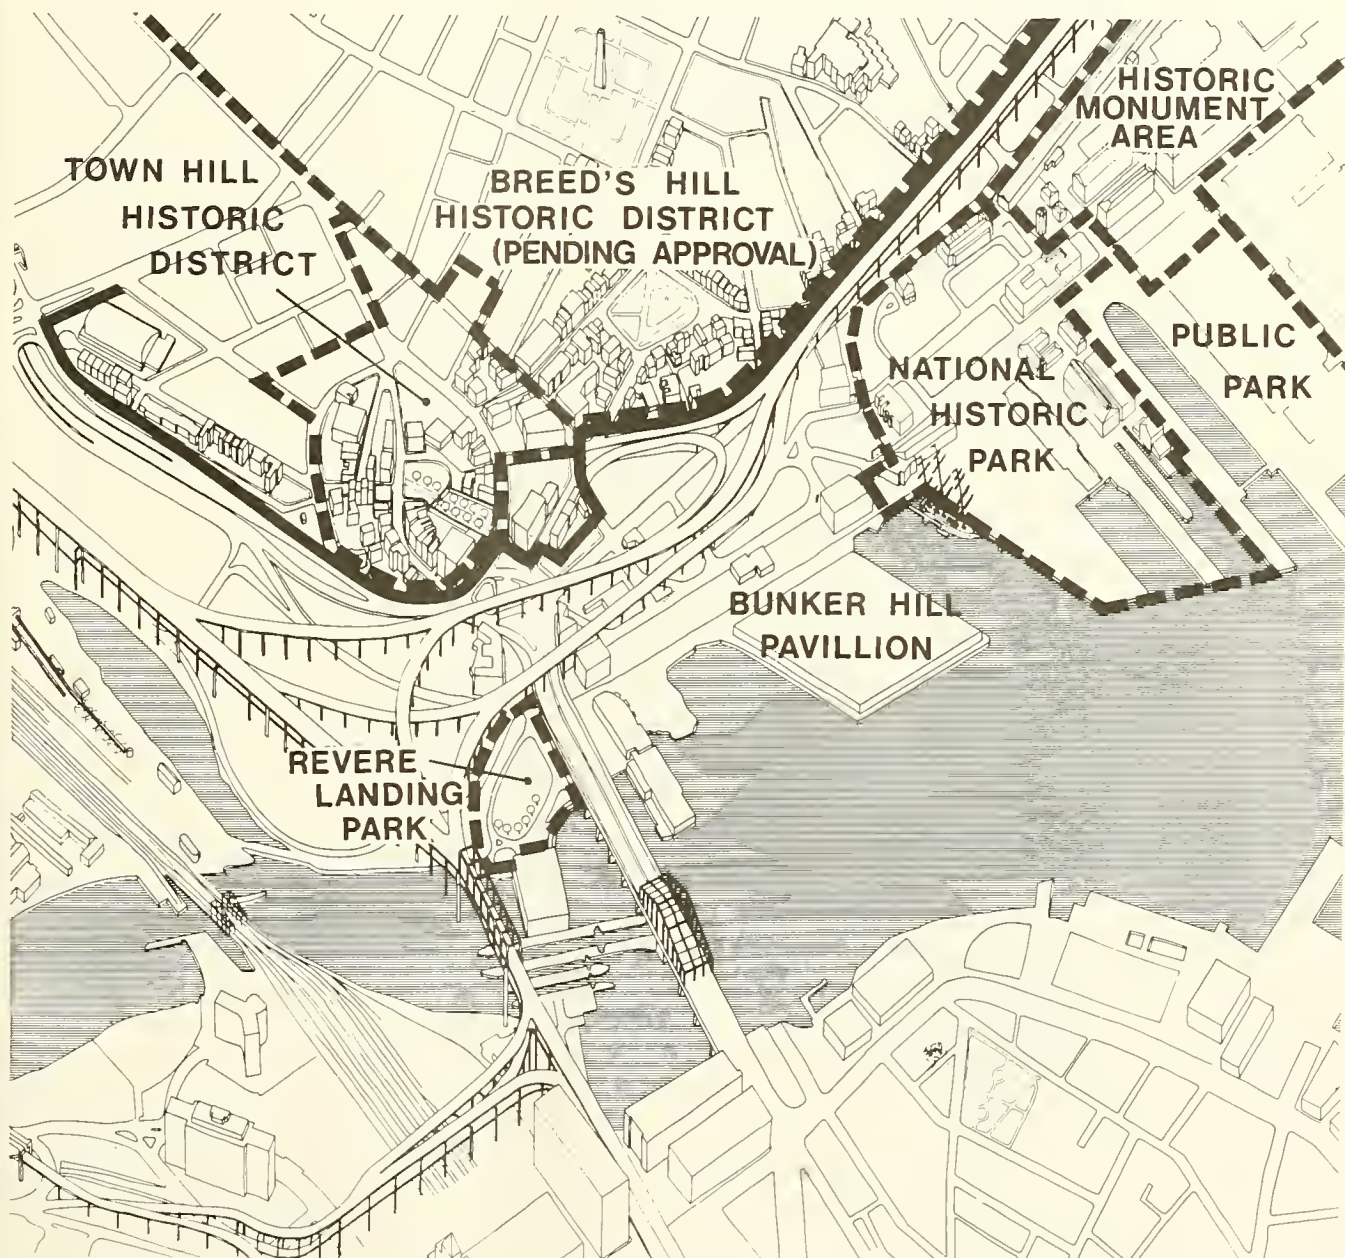 HISTORIC
MONUMENT
AREA
TOWN HILL
HISTORIC
DISTRICT
BREED'S HILL
HISTORIC DISTRICT
(PENDING APPROVAL)
PUBLIC
PARK
NATIONAL
HISTORIC
PARK
BUNKER HILL
PAVILLION
REVERE
LANDING
PARK